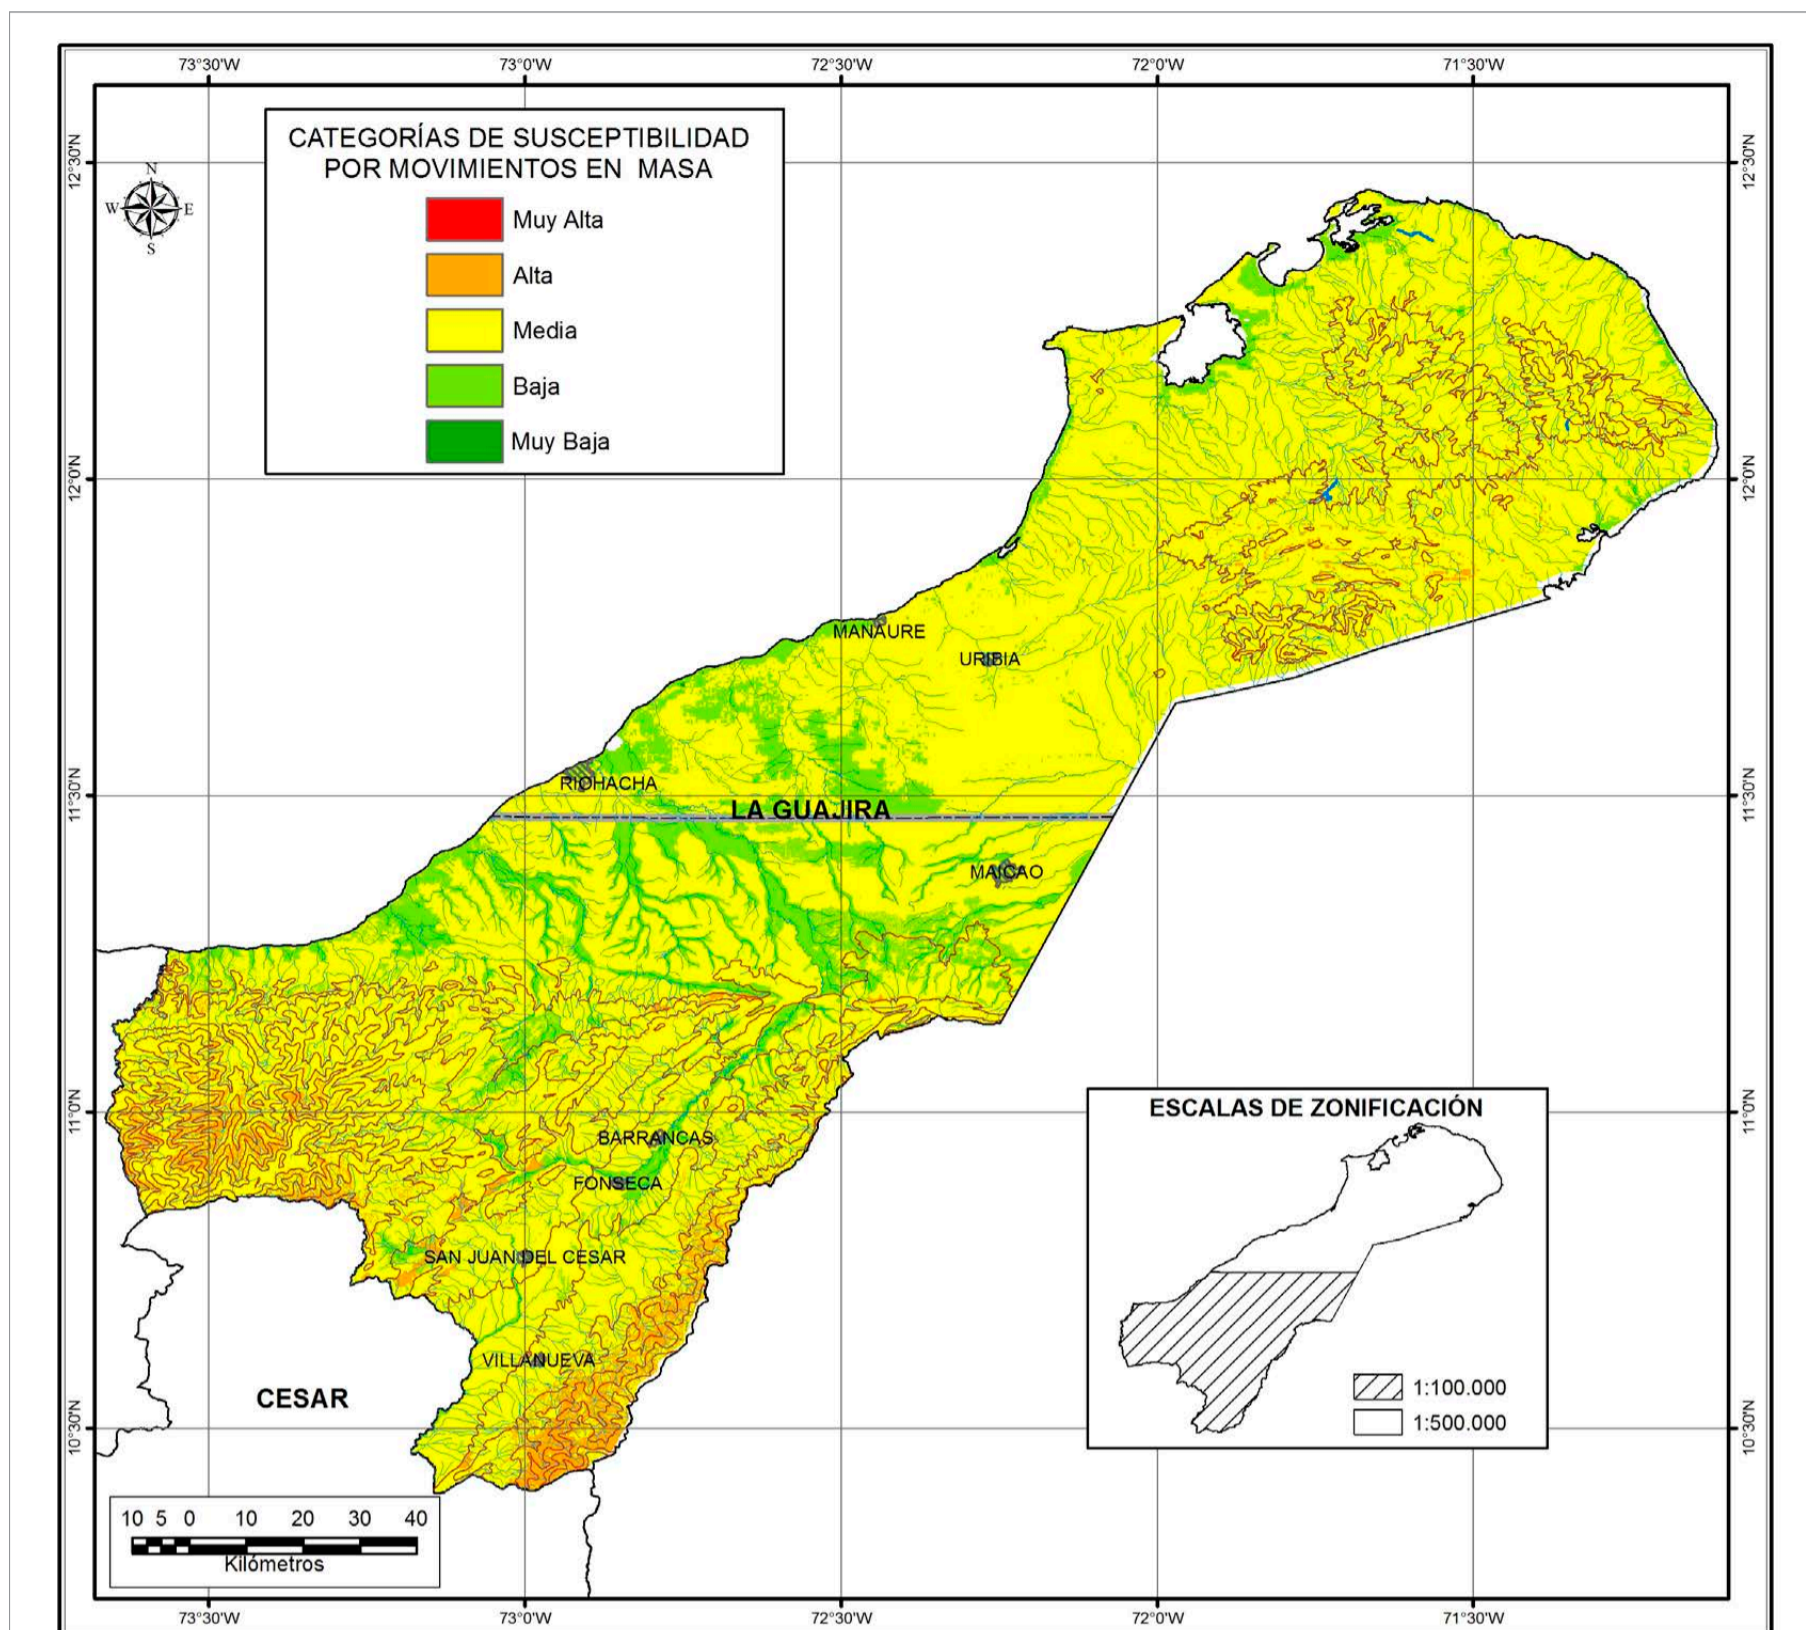 73°30'W 73°0'W 72°30'W 72°0'W 71°30'W
CATEGORÍAS DE SUSCEPTIBILIDAD
POR MOVIMIENTOS EN MASA
Muy Alta
Alta
Media
Baja
Muy Baja
N
W E
S
12°30'N 12°30'N
12°0'N 12°0'N
MANAURE
URIBIA
RIOHACHA
11°30'N 11°30'N
LA GUAJIRA
MAICAO
11°0'N 11°0'N
BARRANCAS
FONSECA
SAN JUAN DEL CESAR
VILLANUEVA
CESAR
10°30'N 10°30'N
ESCALAS DE ZONIFICACIÓN
1:100.000
1:500.000
10 5 0 10 20 30 40
Kilómetros
73°30'W 73°0'W 72°30'W 72°0'W 71°30'W